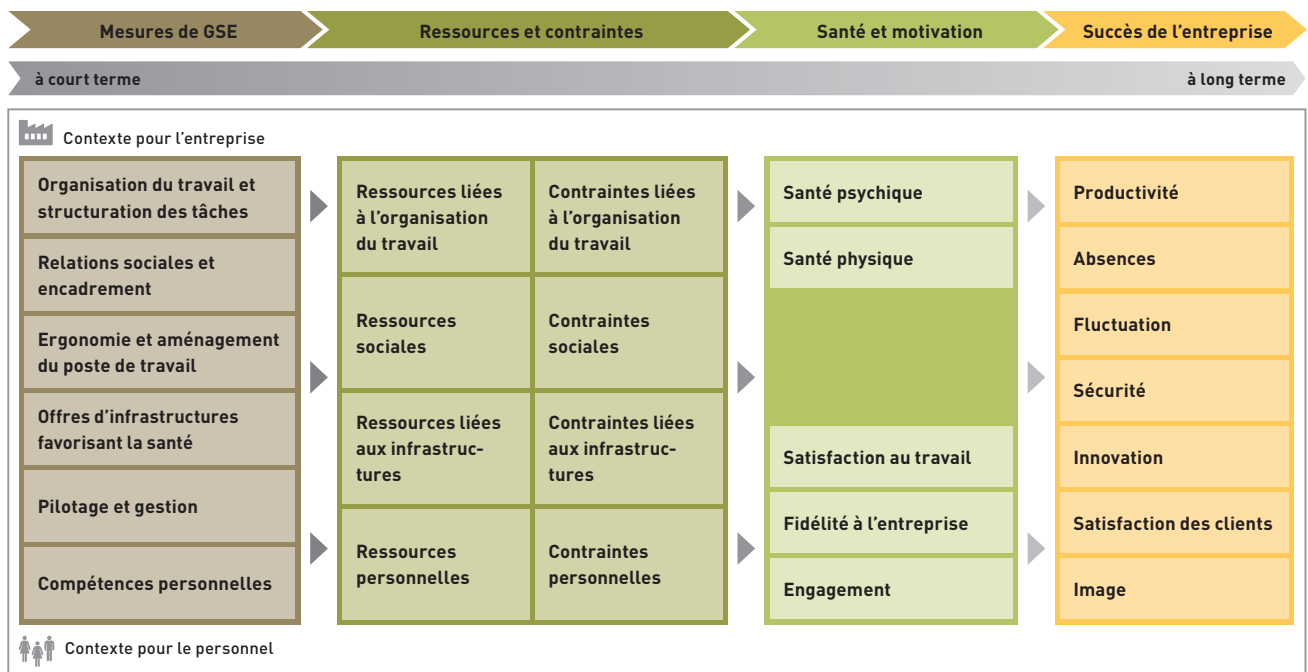 Mesures de GSE
Ressources et contraintes
Santé et motivation
Succès de l'entreprise
à court terme
à long terme
Contexte pour l'entreprise
Organisation du travail et
structuration des tâches
Relations sociales et
encadrement
Ergonomie et aménagement
du poste de travail
Offres d'infrastructures
favorisant la santé
Pilotage et gestion
Compétences personnelles
Ressources liées
à l'organisation
du travail
Contraintes liées
à l'organisation
du travail
Ressources
sociales
Contraintes
sociales
Ressources liées
aux infrastruc-
tures
Contraintes liées
aux infrastruc-
tures
Ressources
personnelles
Contraintes
personnelles
Santé psychique
Santé physique
Satisfaction au travail
Fidélité à l'entreprise
Engagement
Productivité
Absences
Fluctuation
Sécurité
Innovation
Satisfaction des clients
Image
Contexte pour le personnel